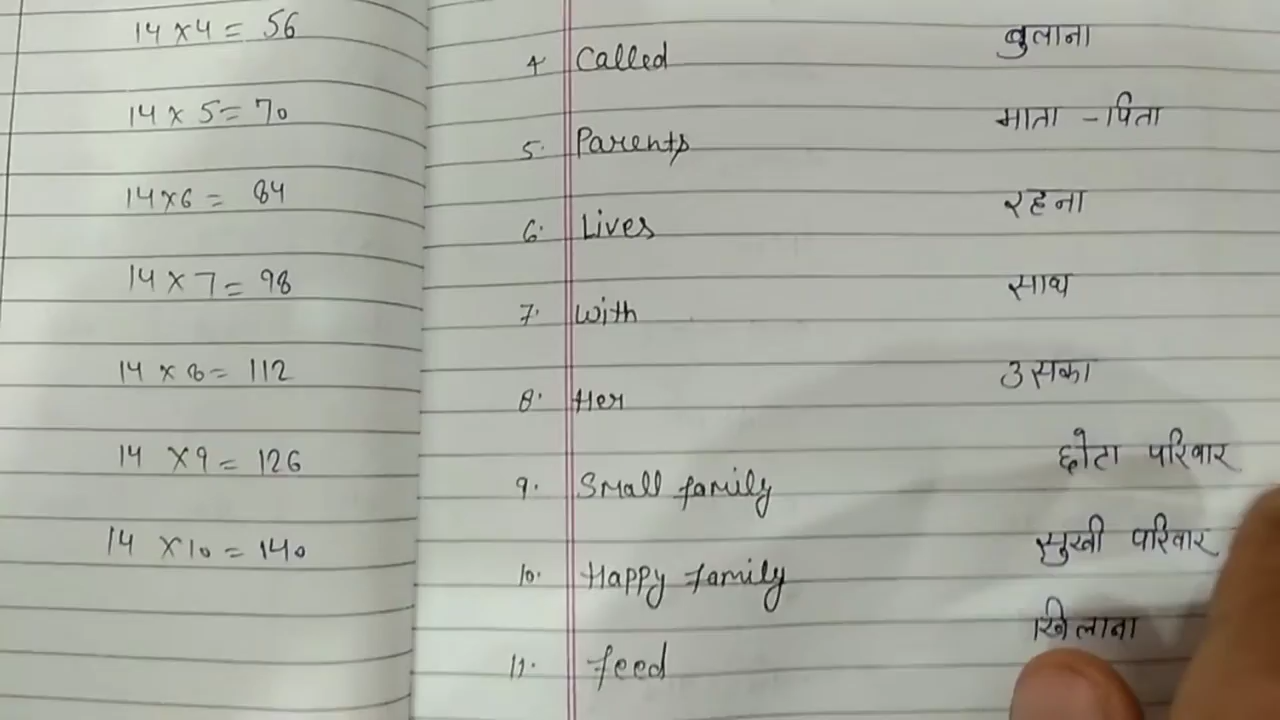 14 × 4 = 56
14 × 5 = 70
14 × 6 = 84
14 × 7 = 98
14 × 8 = 112
14 × 9 = 126
14 × 10 = 140
4. Called बुलाना
5. Parents माता - पिता
6. Lives रहना
7. With साथ
8. Her उसका
9. Small family छोटा परिवार
10. Happy family सुखी परिवार
11. feed खिलाना